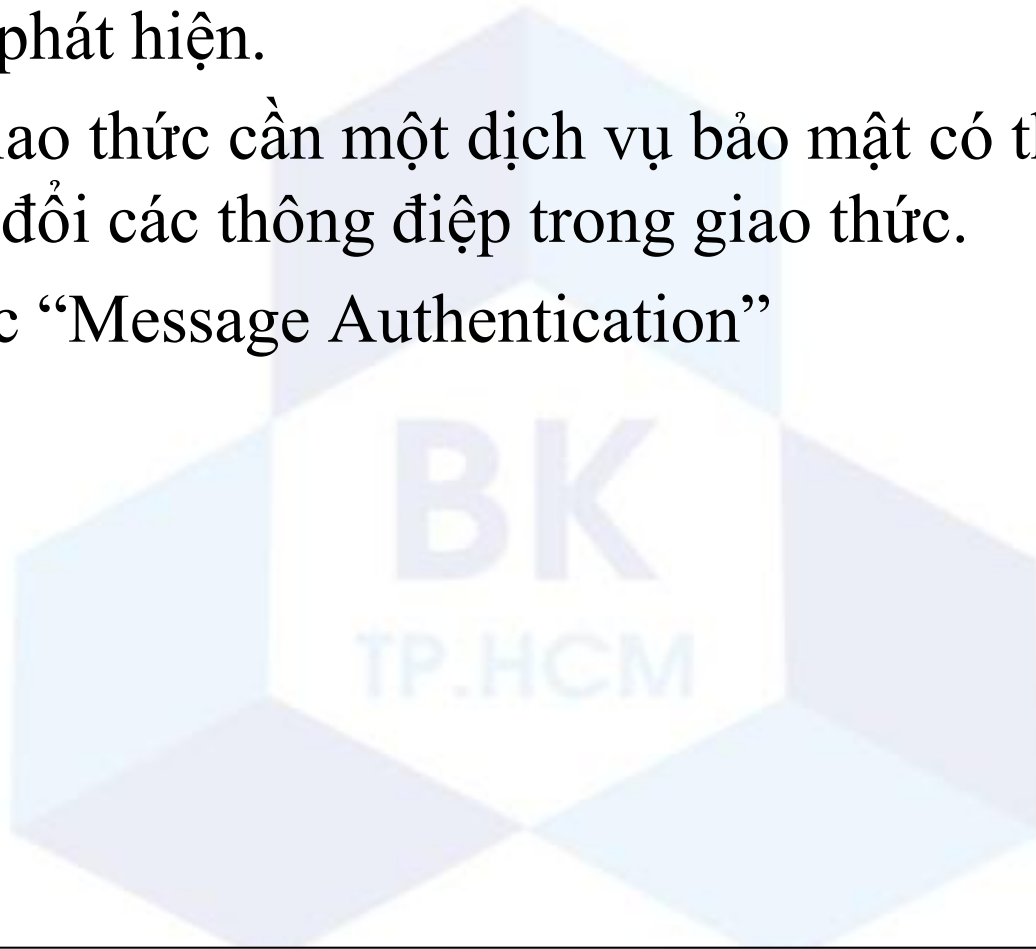 phát hiện.
ao thức cần một dịch vụ bảo mật có
đổi các thông điệp trong giao thức.
“Message Authentication”
BK
TP.HCM